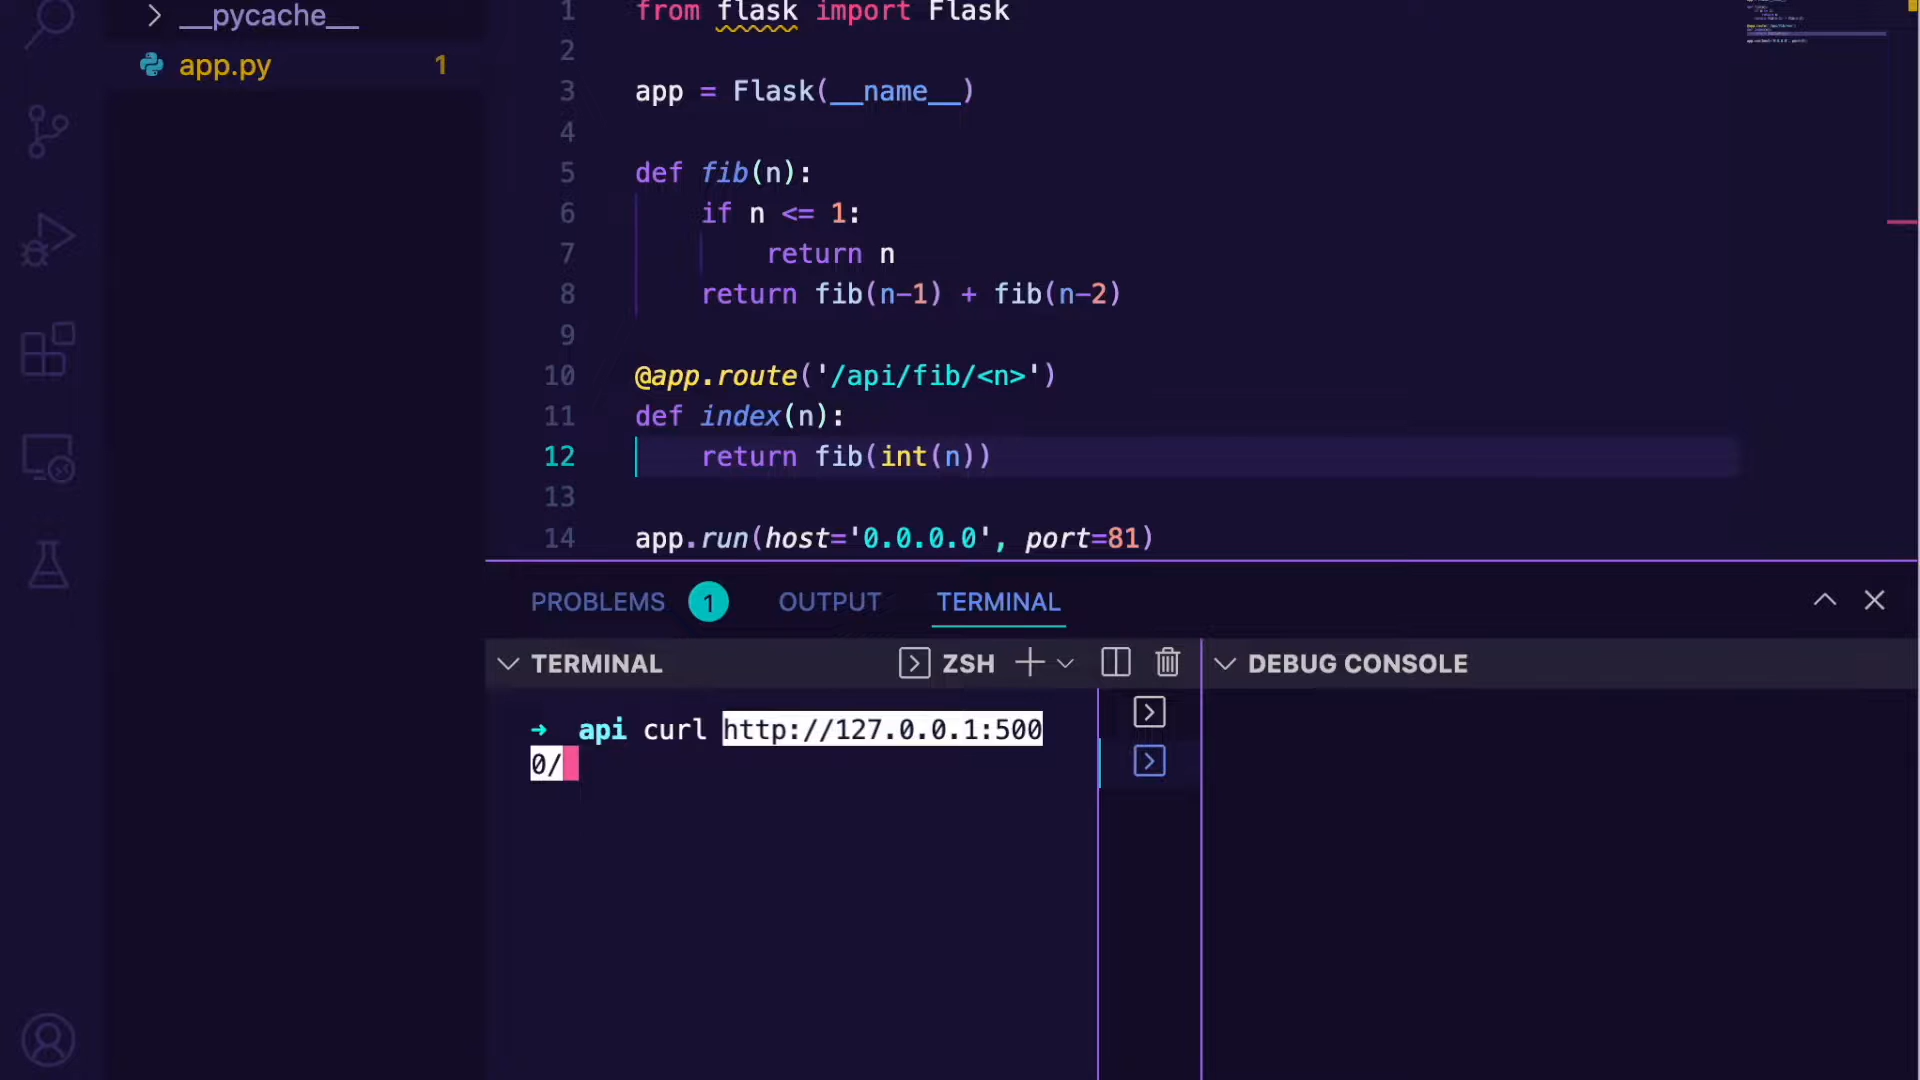 __pycache__
app.py 1
1 from flask import Flask
2
3 app = Flask(__name__)
4
5 def fib(n):
6 if n <= 1:
7 return n
8 return fib(n-1) + fib(n-2)
9
10 @app.route('/api/fib/<n>')
11 def index(n):
12 return fib(int(n))
13
14 app.run(host='0.0.0.0', port=81)
PROBLEMS 1 OUTPUT TERMINAL
TERMINAL ZSH DEBUG CONSOLE
➜ api curl http://127.0.0.1:500
0/